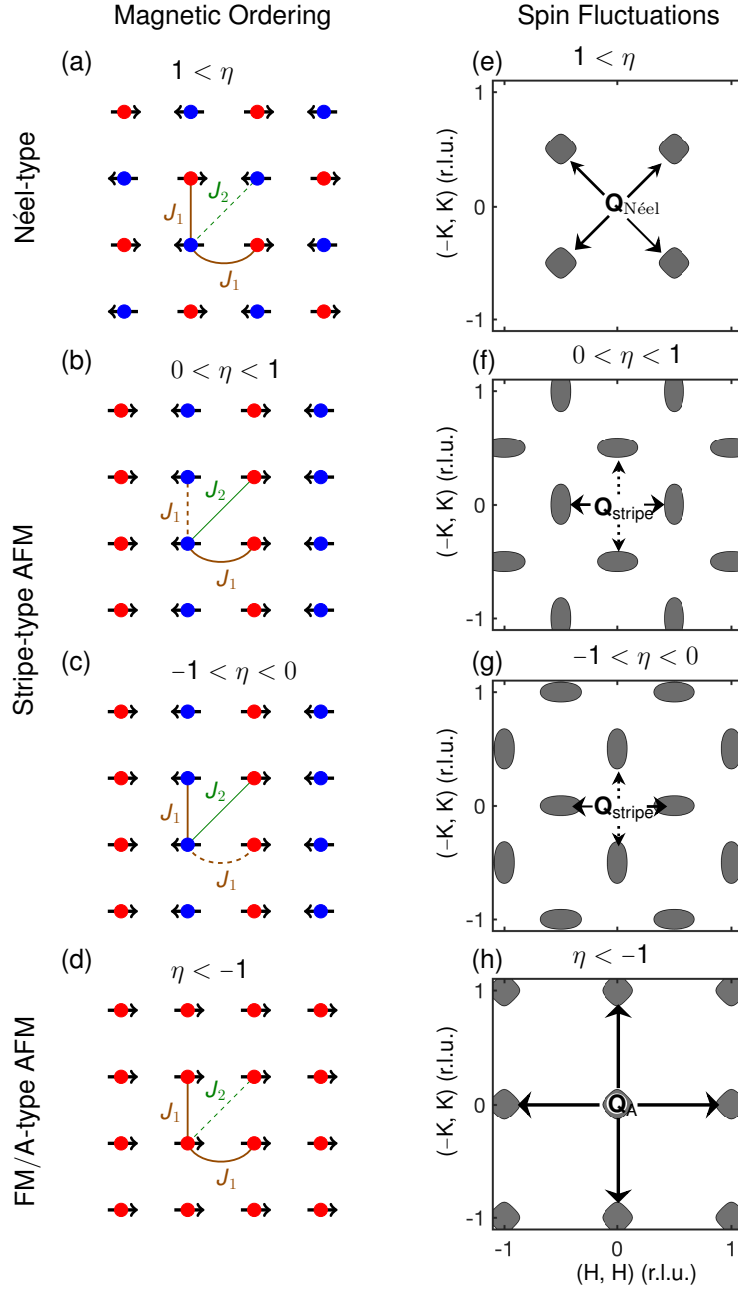 Magnetic Ordering
Spin Fluctuations
Néel-type
(a)
1 < η
J1
J2
J1
(e)
1 < η
(−K, K) (r.l.u.)
1
0
-1
QNéel
Stripe-type AFM
(b)
0 < η < 1
J1
J2
J1
(f)
0 < η < 1
(−K, K) (r.l.u.)
1
0
-1
Qstripe
(c)
−1 < η < 0
J1
J2
J1
(g)
−1 < η < 0
(−K, K) (r.l.u.)
1
0
-1
Qstripe
FM/A-type AFM
(d)
η < −1
J1
J2
J1
(h)
η < −1
(−K, K) (r.l.u.)
1
0
-1
QA
-1 0 1
(H, H) (r.l.u.)